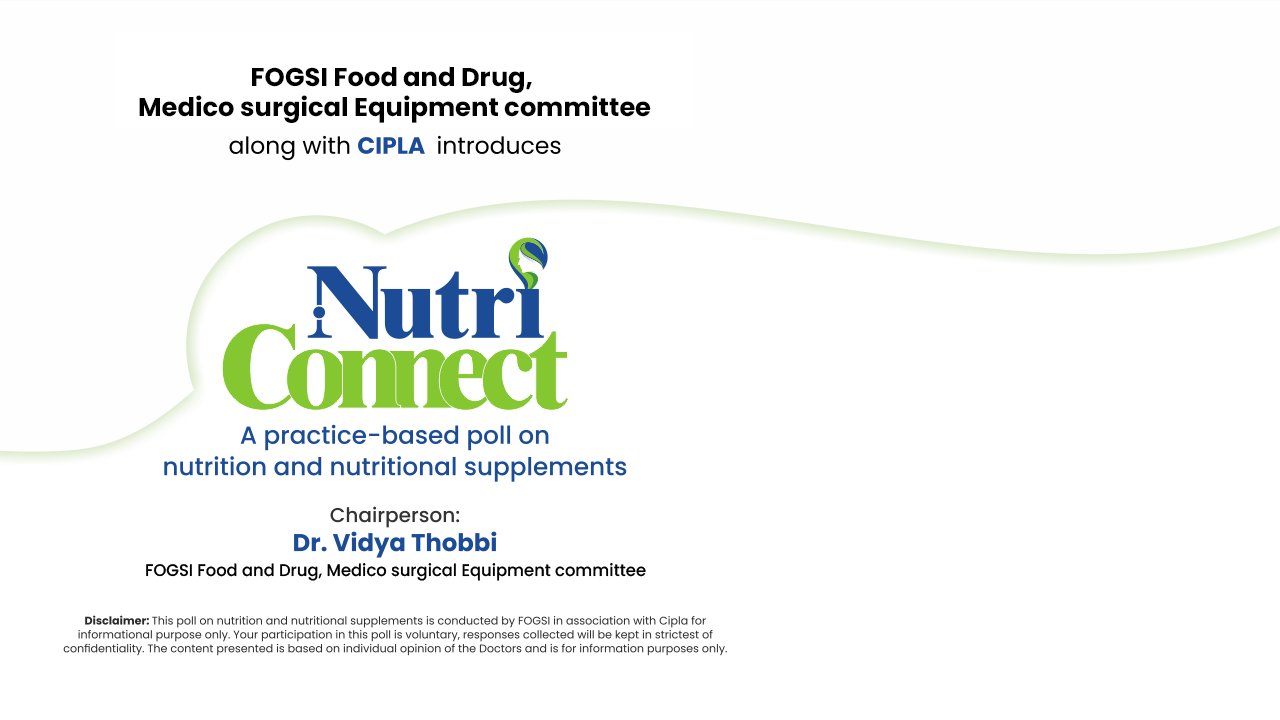 FOGSI Food and Drug,
Medico surgical Equipment committee
along with CIPLA introduces
Nutri
Connect
A practice-based poll on
nutrition and nutritional supplements
Chairperson:
Dr. Vidya Thobbi
FOGSI Food and Drug, Medico surgical Equipment committee
Disclaimer: This poll on nutrition and nutritional supplements is conducted by FOGSI in association with Cipla for
informational purpose only. Your participation in this poll is voluntary, responses collected will be kept in strictest of
confidentiality. The content presented is based on individual opinion of the Doctors and is for information purposes only.